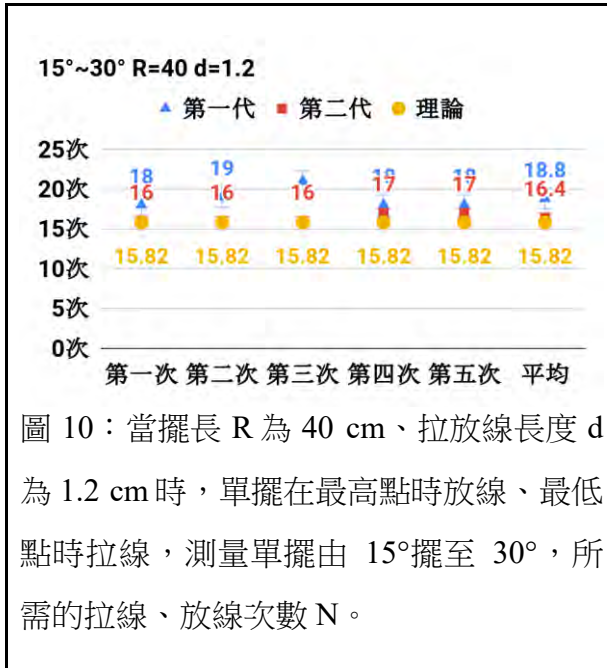 15°~30° R=40 d=1.2
第一代 第二代 理論
25次
20次
15次
10次
5次
0次
18 19 18 18 18.8
16 16 16 17 17 16.4
15.82 15.82 15.82 15.82 15.82 15.82
第一次 第二次 第三次 第四次 第五次 平均
圖 10：當擺長 R 為 40 cm、拉放線長度 d
為 1.2 cm 時，單擺在最高點時放線、最低
點時拉線，測量單擺由 15°擺至 30°，所
需的拉線、放線次數 N。